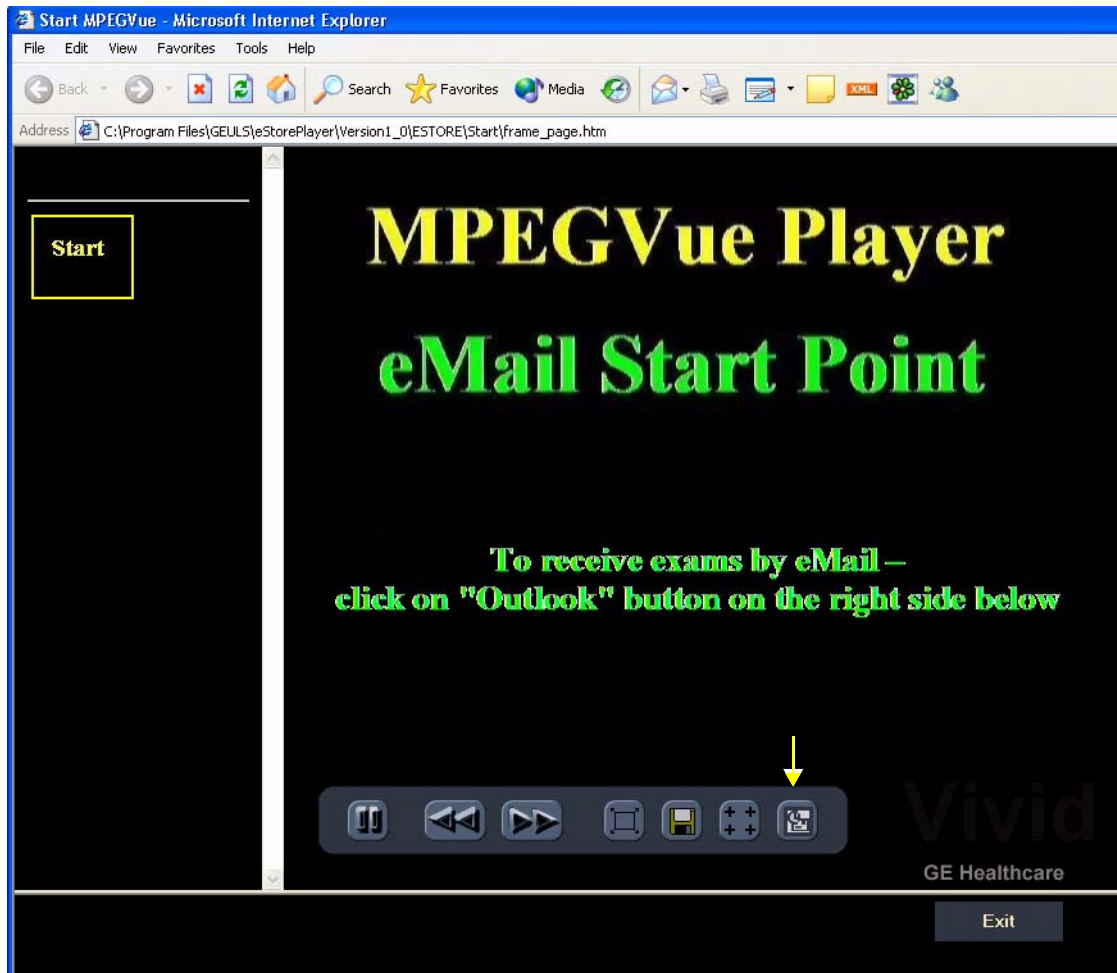 Start MPEGVue - Microsoft Internet Explorer
File Edit View Favorites Tools Help
Back Search Favorites Media XML
Address C:\Program Files\GEULS\eStorePlayer\Version1_0\ESTORE\Start\frame_page.htm
Start
MPEGVue Player
eMail Start Point
To receive exams by eMail –
click on "Outlook" button on the right side below
Vivid
GE Healthcare
Exit